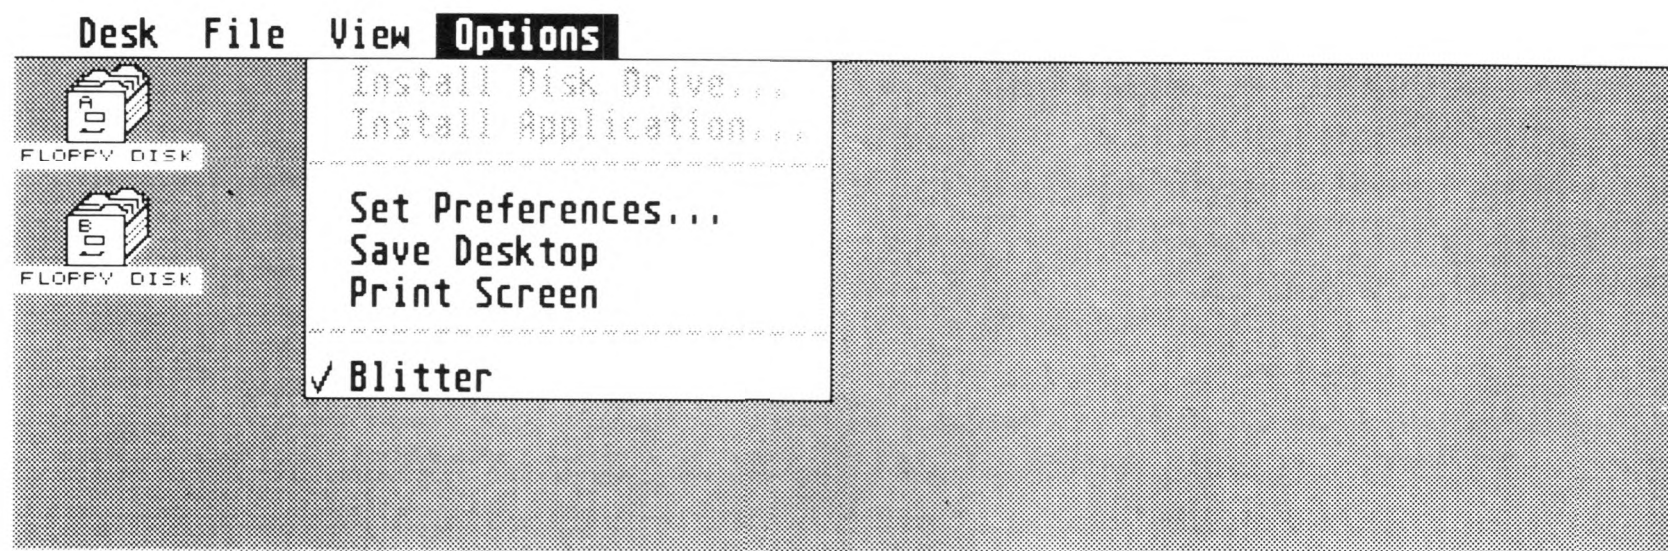 Desk File View Options
Install Disk Drive...
Install Application...
A
FLOPPY DISK
Set Preferences...
Save Desktop
Print Screen
B
FLOPPY DISK
✓ Blitter